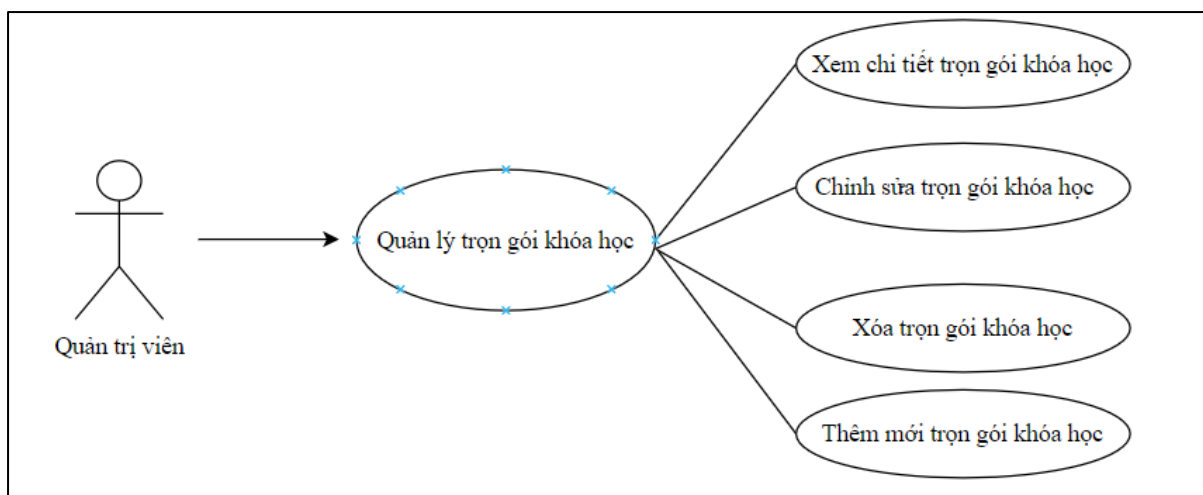 Xem chi tiết trọn gói khóa học
Chỉnh sửa trọn gói khóa học
Quản lý trọn gói khóa học
Xóa trọn gói khóa học
Quản trị viên
Thêm mới trọn gói khóa học